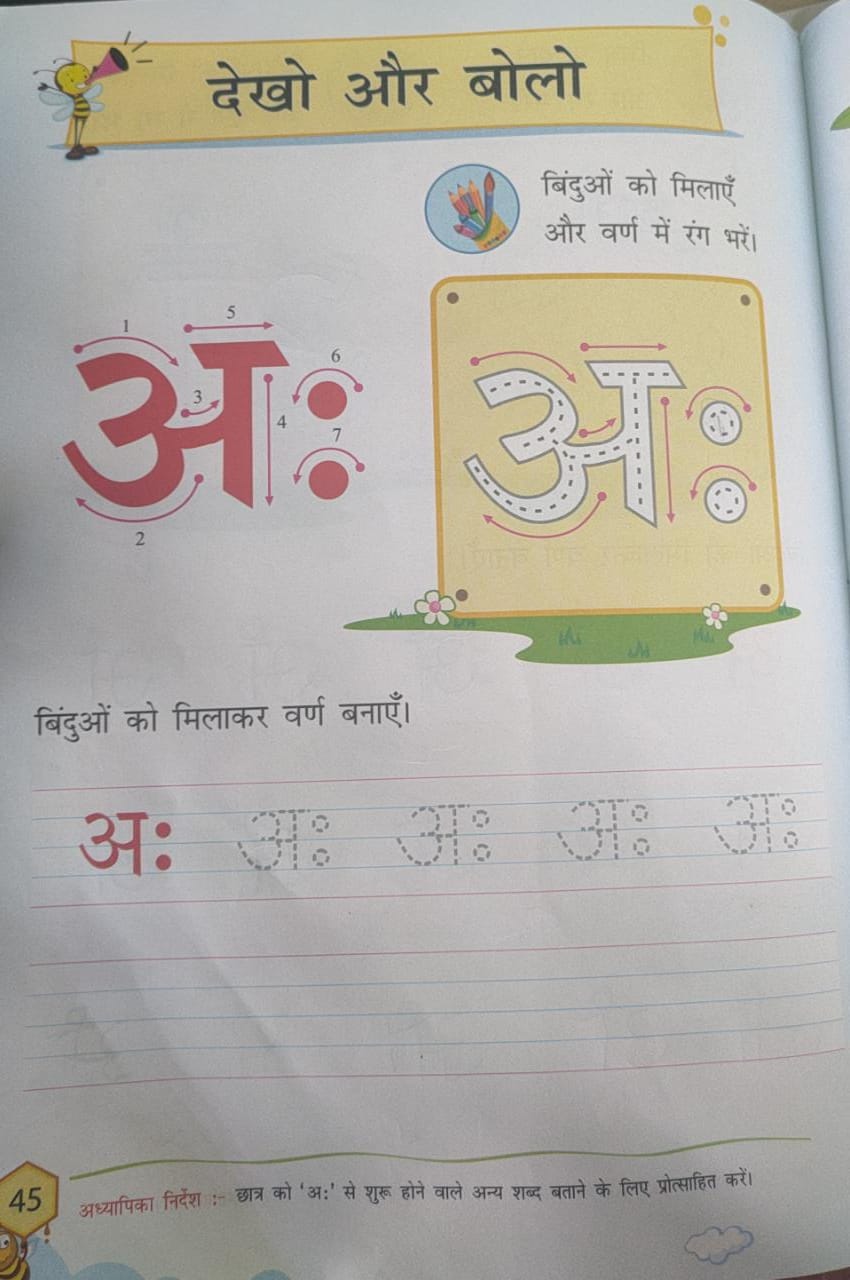 देखो और बोलो
बिंदुओं को मिलाएँ
और वर्ण में रंग भरें।
1 5
6
3
4
7
2
अः
अः
बिंदुओं को मिलाकर वर्ण बनाएँ।
अः अः अः अः अः
45
अध्यापिका निर्देश :- छात्र को 'अः' से शुरू होने वाले अन्य शब्द बताने के लिए प्रोत्साहित करें।